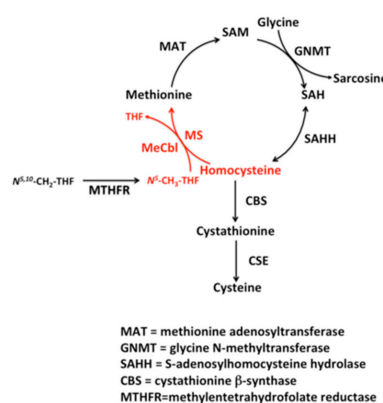 Glycine
SAM
MAT
GNMT
Sarcosine
Methionine
SAH
THF
MS
MeCbl
SAHH
Homocysteine
N5,10-CH2-THF
MTHFR
N5-CH3-THF
CBS
Cystathionine
CSE
Cysteine
MAT = methionine adenosyltransferase
GNMT = glycine N-methyltransferase
SAHH = S-adenosylhomocysteine hydrolase
CBS = cystathionine β-synthase
MTHFR=methylentetrahydrofolate reductase